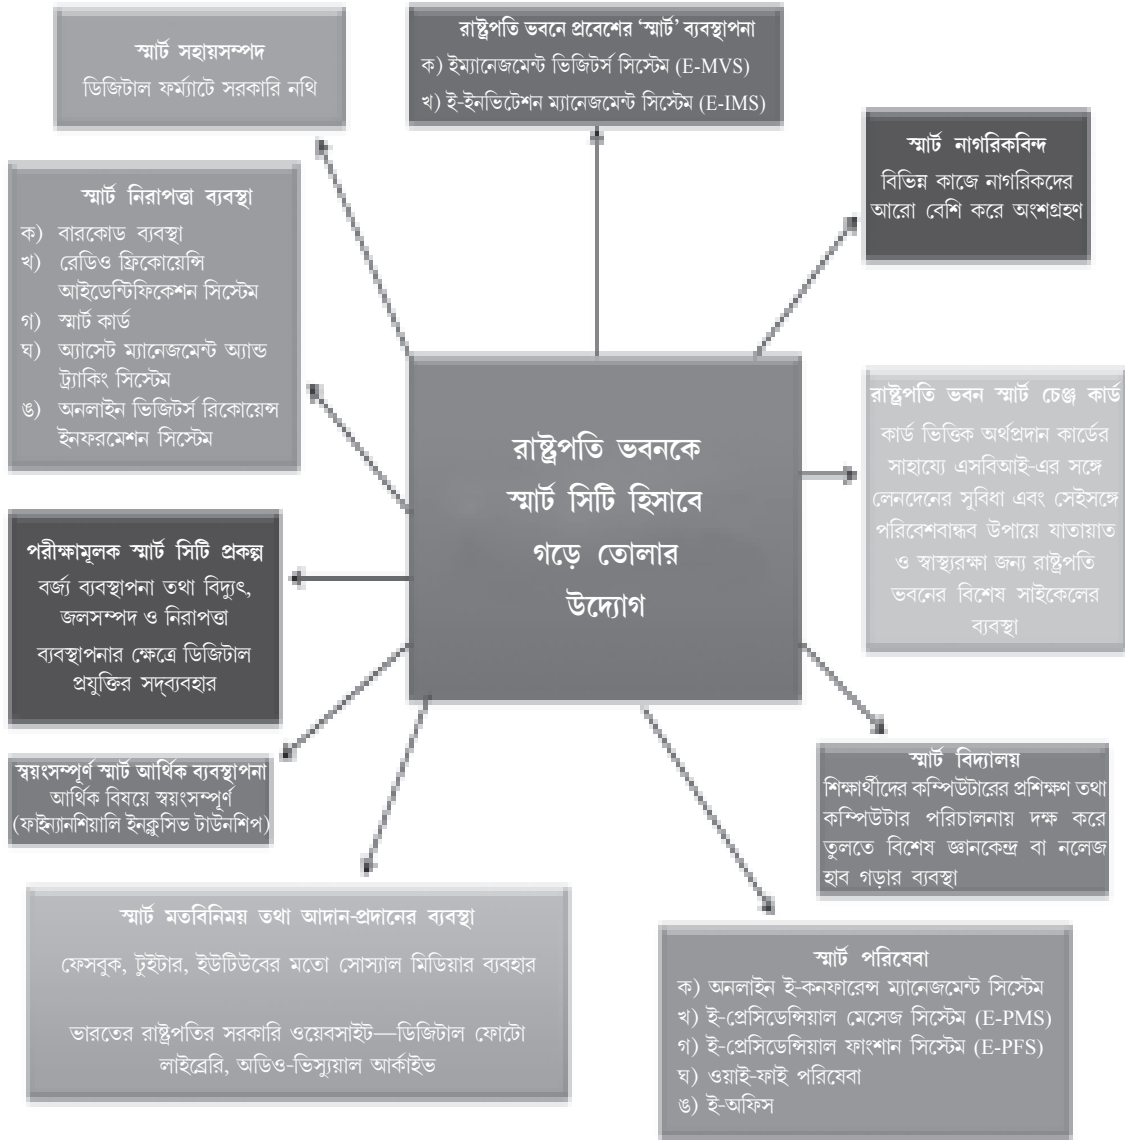 স্মার্ট সহায়সম্পদ
ডিজিটাল ফর্ম্যাটে সরকারি নথি
রাষ্ট্রপতি ভবনে প্রবেশের ‘স্মার্ট’ ব্যবস্থাপনা
ক) ইম্যানেজমেন্ট ভিজিটর্স সিস্টেম (E-MVS)
খ) ই-ইনভিটেশন ম্যানেজমেন্ট সিস্টেম (E-IMS)
স্মার্ট নাগরিকবিন্দ
বিভিন্ন কাজে নাগরিকদের
আরো বেশি করে অংশগ্রহণ
স্মার্ট নিরাপত্তা ব্যবস্থা
ক) বারকোড ব্যবস্থা
খ) রেডিও ফ্রিকোয়েন্সি
আইডেন্টিফিকেশন সিস্টেম
গ) স্মার্ট কার্ড
ঘ) অ্যাসেট ম্যানেজমেন্ট অ্যান্ড
ট্র্যাকিং সিস্টেম
ঙ) অনলাইন ভিজিটর্স রিকোয়েন্স
ইনফরমেশন সিস্টেম
রাষ্ট্রপতি ভবনকে
স্মার্ট সিটি হিসাবে
গড়ে তোলার
উদ্যোগ
রাষ্ট্রপতি ভবন স্মার্ট চেঞ্জ কার্ড
কার্ড ভিত্তিক অর্থপ্রদান কার্ডের
সাহায্যে এসবিআই-এর সঙ্গে
লেনদেনের সুবিধা এবং সেইসঙ্গে
পরিবেশবান্ধব উপায়ে যাতায়াত
ও স্বাস্থ্যরক্ষা জন্য রাষ্ট্রপতি
ভবনের বিশেষ সাইকেলের
ব্যবস্থা
পরীক্ষামূলক স্মার্ট সিটি প্রকল্প
বর্জ্য ব্যবস্থাপনা তথা বিদ্যুৎ,
জলসম্পদ ও নিরাপত্তা
ব্যবস্থাপনার ক্ষেত্রে ডিজিটাল
প্রযুক্তির সদ্‌ব্যবহার
স্বয়ংসম্পূর্ণ স্মার্ট আর্থিক ব্যবস্থাপনা
আর্থিক বিষয়ে স্বয়ংসম্পূর্ণ
(ফাইন্যানশিয়ালি ইনক্লুসিভ টাউনশিপ)
স্মার্ট বিদ্যালয়
শিক্ষার্থীদের কম্পিউটারের প্রশিক্ষণ তথা
কম্পিউটার পরিচালনায় দক্ষ করে
তুলতে বিশেষ জ্ঞানকেন্দ্র বা নলেজ
হাব গড়ার ব্যবস্থা
স্মার্ট মতবিনিময় তথা আদান-প্রদানের ব্যবস্থা
ফেসবুক, টুইটার, ইউটিউবের মতো সোস্যাল মিডিয়ার ব্যবহার
ভারতের রাষ্ট্রপতির সরকারি ওয়েবসাইট—ডিজিটাল ফোটো
লাইব্রেরি, অডিও-ভিস্যুয়াল আর্কাইভ
স্মার্ট পরিষেবা
ক) অনলাইন ই-কনফারেন্স ম্যানেজমেন্ট সিস্টেম
খ) ই-প্রেসিডেন্সিয়াল মেসেজ সিস্টেম (E-PMS)
গ) ই-প্রেসিডেন্সিয়াল ফাংশান সিস্টেম (E-PFS)
ঘ) ওয়াই-ফাই পরিষেবা
ঙ) ই-অফিস